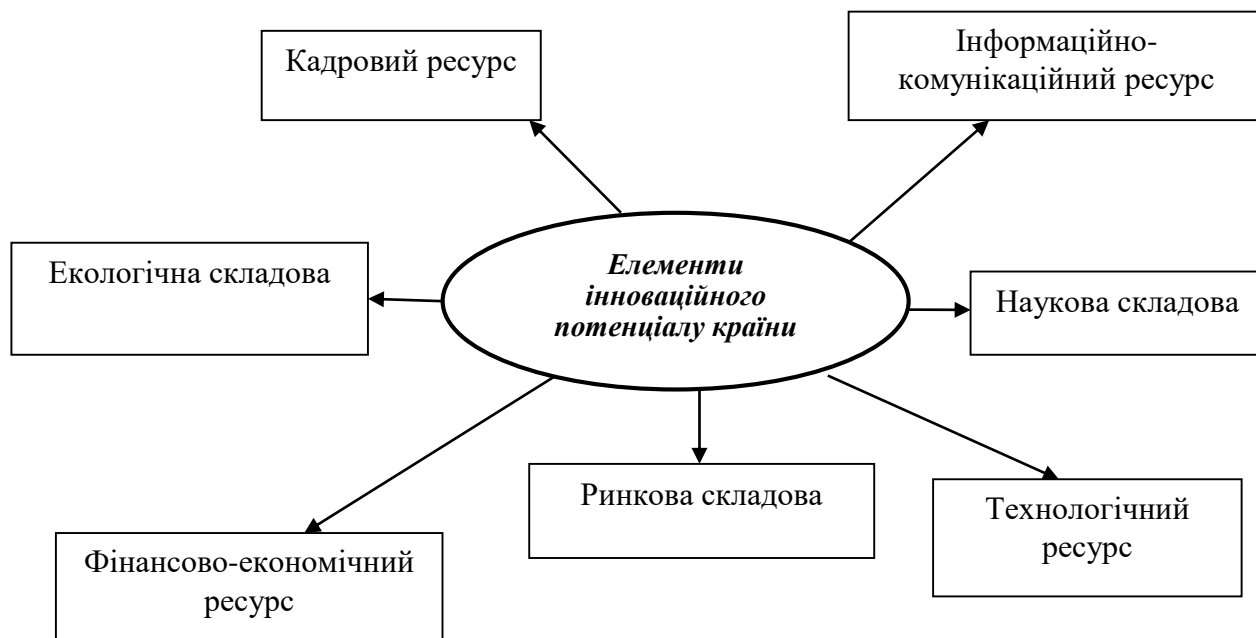 Кадровий ресурс
Інформаційно-
комунікаційний ресурс
Екологічна складова
Елементи
інноваційного
потенціалу країни
Наукова складова
Ринкова складова
Технологічний
ресурс
Фінансово-економічний
ресурс